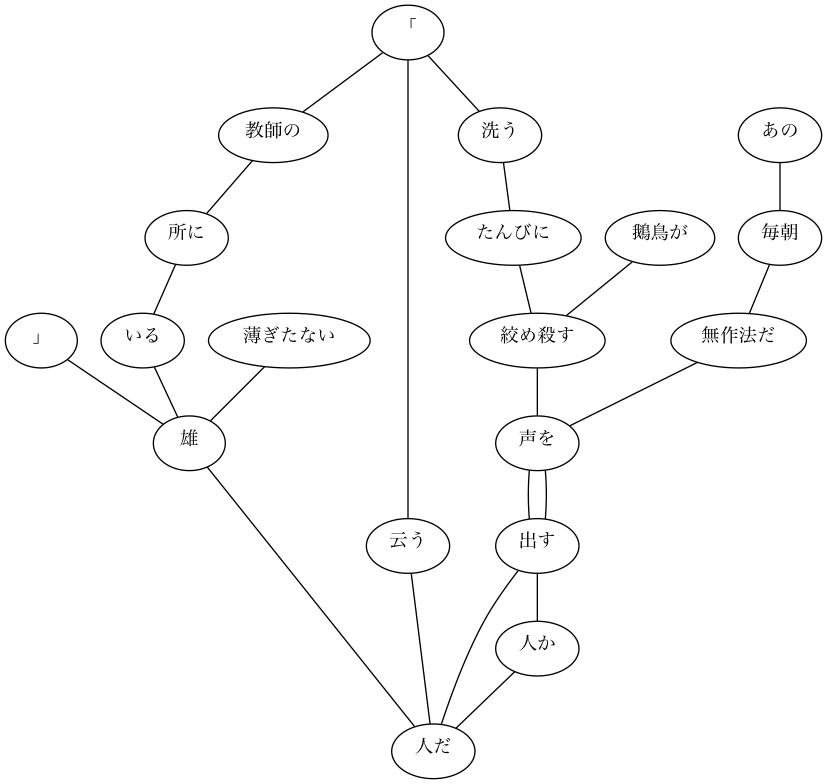 「
教師の
洗う
あの
所に
たんびに
鵝鳥が
毎朝
」
いる
薄ぎたない
絞め殺す
無作法だ
雄
声を
云う
出す
人か
人だ